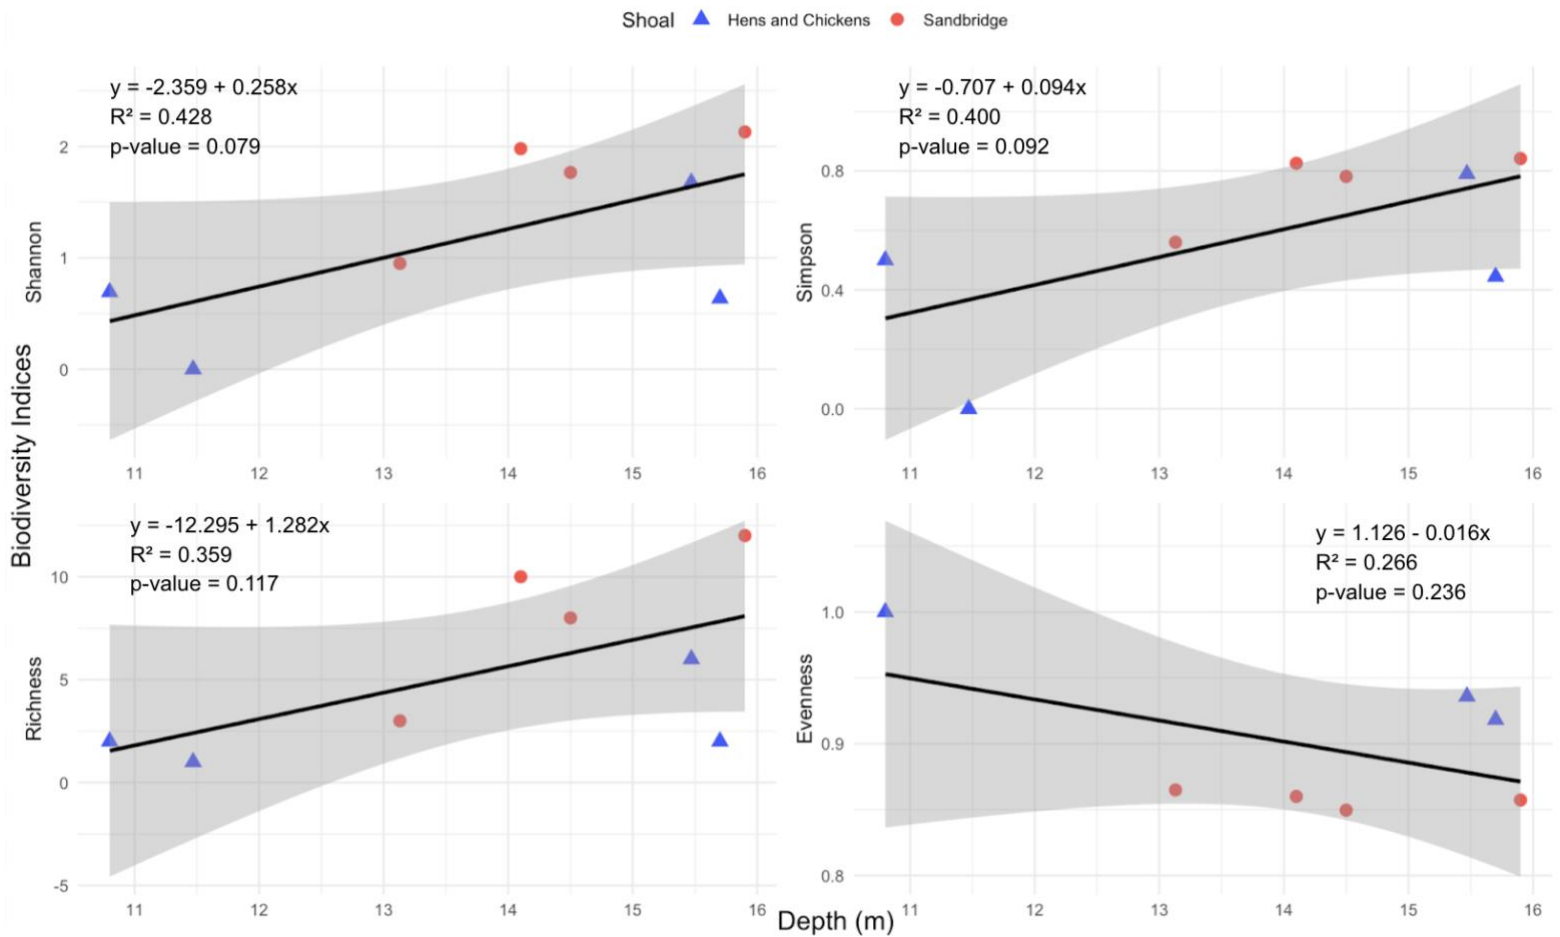 Shoal Hens and Chickens Sandbridge
Biodiversity Indices
Shannon
y = -2.359 + 0.258x
R² = 0.428
p-value = 0.079
2
1
0
11 12 13 14 15 16
Simpson
y = -0.707 + 0.094x
R² = 0.400
p-value = 0.092
0.8
0.4
0.0
11 12 13 14 15 16
Richness
y = -12.295 + 1.282x
R² = 0.359
p-value = 0.117
10
5
0
-5
11 12 13 14 15 16
Evenness
y = 1.126 - 0.016x
R² = 0.266
p-value = 0.236
1.0
0.9
0.8
11 12 13 14 15 16
Depth (m)